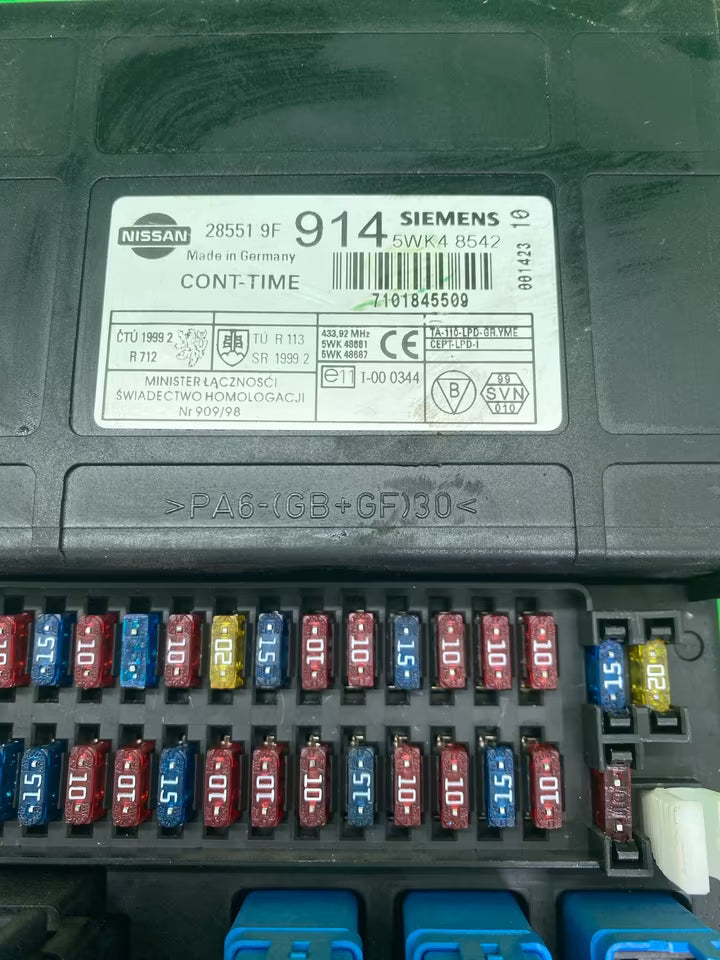 NISSAN
28551 9F 914
SIEMENS
5WK4 8542
10
001423
Made in Germany
CONT-TIME
7101845509
ČTÚ 1999 2
R 712
TÚ R 113
SR 1999 2
433,92 MHz
5WK 48681
5WK 48687
CE
TA-110-LPD-GR.YME
CEPT-LPD-I
MINISTER ŁĄCZNOŚCI
ŚWIADECTWO HOMOLOGACJI
Nr 909/98
e11 T-00 0344
B
99
SVN
010
>PA6-(GB+GF)30<
10 15 10 10 20 15 10 10 15 10 10 10 15 20
15 10 10 15 10 10 10 15 10 10 15 10